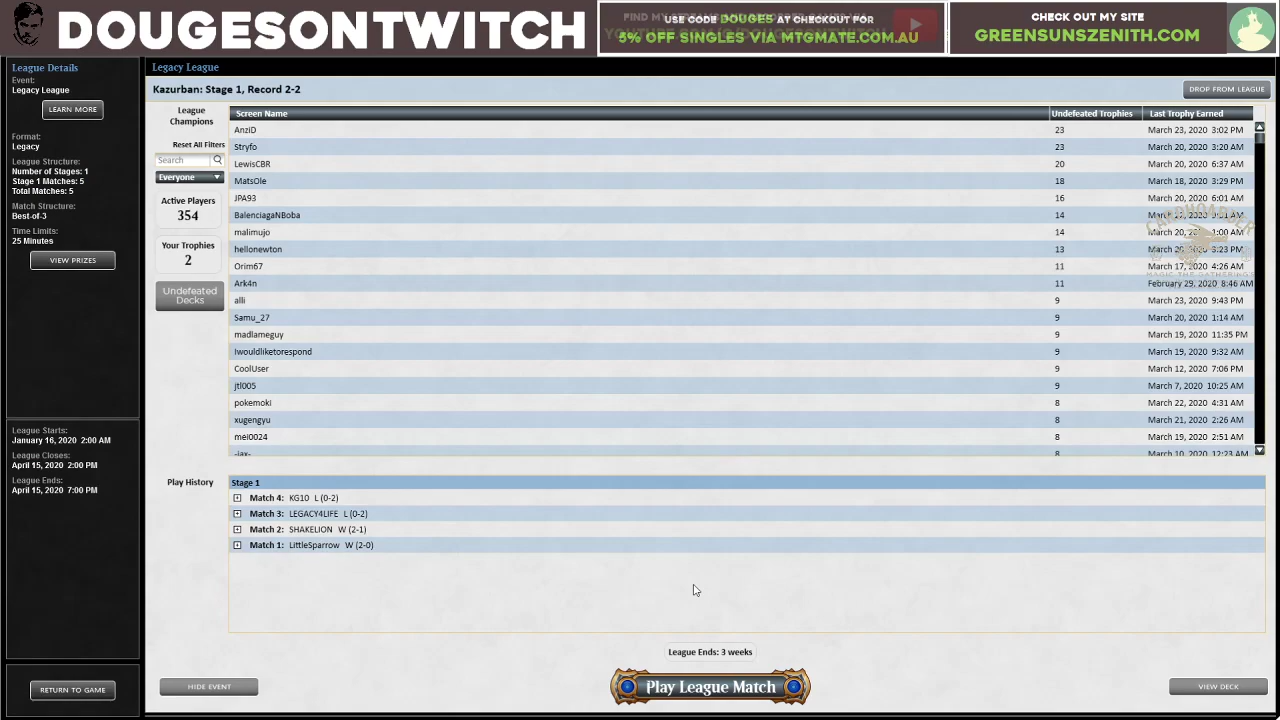 DOUGESONTWITCH
USE CODE DOUGES AT CHECKOUT FOR
5% OFF SINGLES VIA MTGMATE.COM.AU
CHECK OUT MY SITE
GREENSUNSZENITH.COM
League Details
Event:
Legacy League
LEARN MORE
Format:
Legacy
League Structure:
Number of Stages: 1
Stage 1 Matches: 5
Total Matches: 5
Match Structure:
Best-of-3
Time Limits:
25 Minutes
VIEW PRIZES
League Starts:
January 16, 2020 2:00 AM
League Closes:
April 15, 2020 2:00 PM
League Ends:
April 15, 2020 7:00 PM
RETURN TO GAME
Legacy League
Kazurban: Stage 1, Record 2-2
DROP FROM LEAGUE
League Champions
Reset All Filters
Search
Everyone
Active Players
354
Your Trophies
2
Undefeated Decks
Screen Name Undefeated Trophies Last Trophy Earned
AnziD 23 March 23, 2020 3:02 PM
Stryfo 23 March 20, 2020 3:20 AM
LewisCBR 20 March 20, 2020 6:37 AM
MatsOle 18 March 18, 2020 3:29 PM
JPA93 16 March 20, 2020 6:01 AM
BalenciagaNBoba 14 March
malimujo 14 March 20,
hellonewton 13 March
Orim67 11 March 17, 2020 4:26 AM
Ark4n 11 February 29, 2020 8:46 AM
alli 9 March 23, 2020 9:43 PM
Samu_27 9 March 20, 2020 1:14 AM
madlameguy 9 March 19, 2020 11:35 PM
Iwouldliketorespond 9 March 19, 2020 9:32 AM
CoolUser 9 March 12, 2020 7:06 PM
jtl005 9 March 7, 2020 10:25 AM
pokemoki 8 March 22, 2020 4:31 AM
xugengyu 8 March 21, 2020 2:26 AM
mei0024 8 March 19, 2020 2:51 AM
-jax- 8 March 10, 2020 12:23 AM
Play History
Stage 1
Match 4: KG10 L (0-2)
Match 3: LEGACY4LIFE L (0-2)
Match 2: SHAKELION W (2-1)
Match 1: LittleSparrow W (2-0)
League Ends: 3 weeks
HIDE EVENT
Play League Match
VIEW DECK